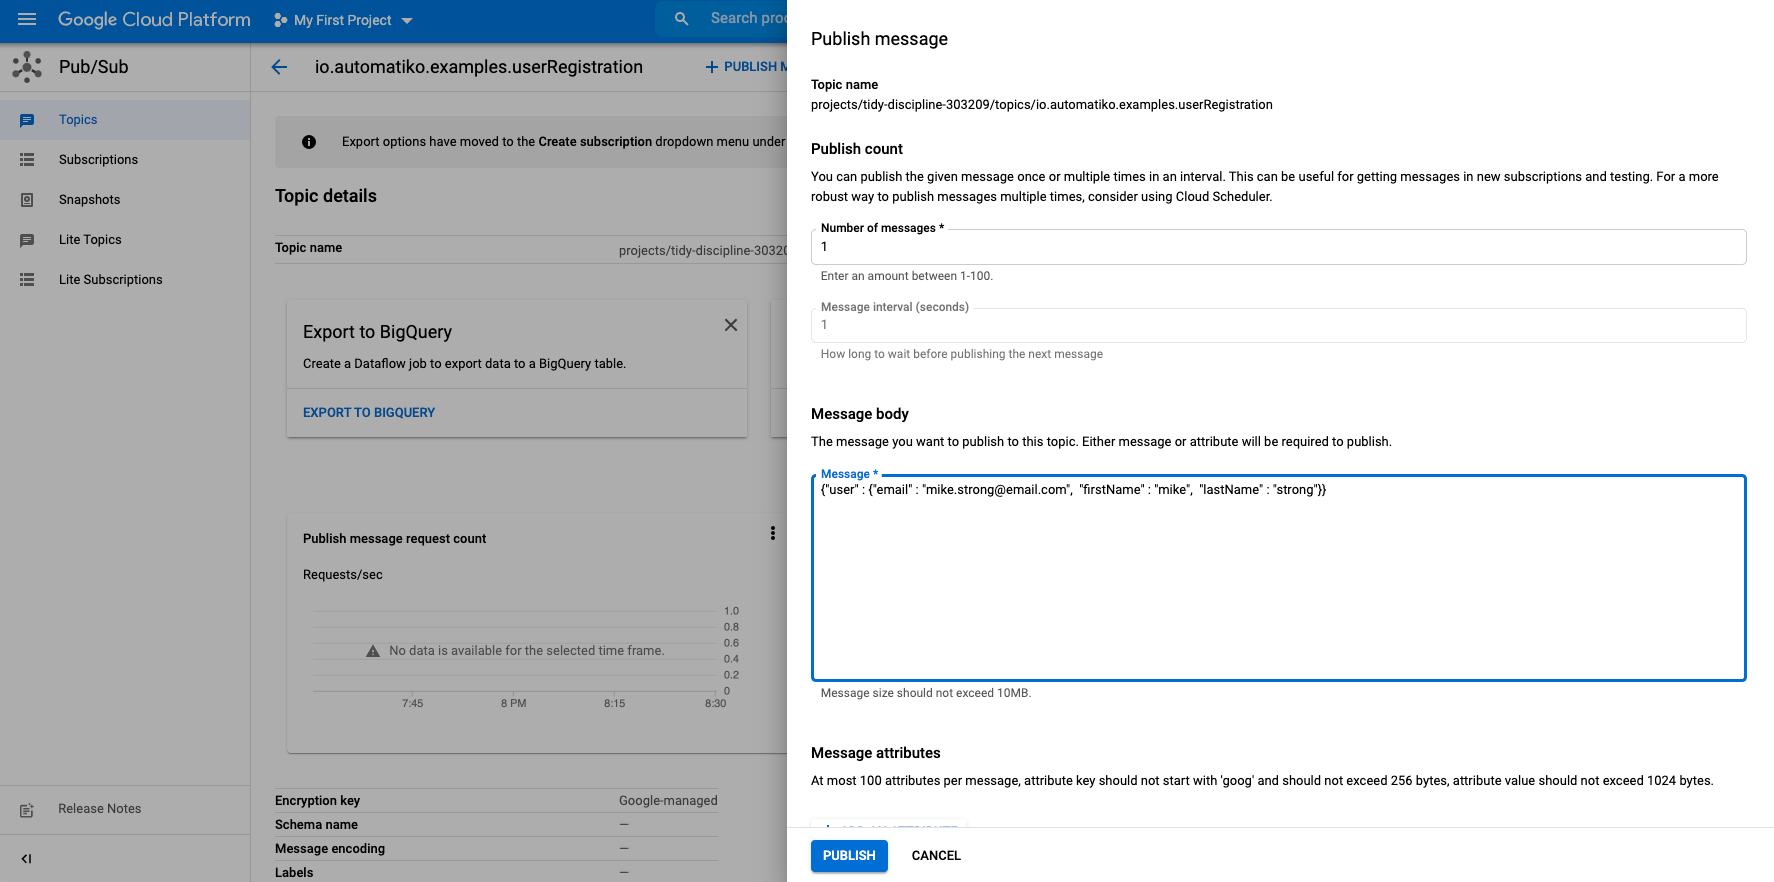 Google Cloud Platform
My First Project
Search proc
Pub/Sub
Topics
Subscriptions
Snapshots
Lite Topics
Lite Subscriptions
Release Notes
io.automatiko.examples.userRegistration
PUBLISH M
Export options have moved to the Create subscription dropdown menu under
Topic details
Topic name
projects/tidy-discipline-30320
Export to BigQuery
Create a Dataflow job to export data to a BigQuery table.
EXPORT TO BIGQUERY
Publish message request count
Requests/sec
1.0
0.8
0.6
0.4
0.2
0
No data is available for the selected time frame.
7:45
8 PM
8:15
8:30
Encryption key
Google-managed
Schema name
—
Message encoding
—
Labels
—
Publish message
Topic name
projects/tidy-discipline-303209/topics/io.automatiko.examples.userRegistration
Publish count
You can publish the given message once or multiple times in an interval. This can be useful for getting messages in new subscriptions and testing. For a more
robust way to publish messages multiple times, consider using Cloud Scheduler.
Number of messages *
1
Enter an amount between 1-100.
Message interval (seconds)
1
How long to wait before publishing the next message
Message body
The message you want to publish to this topic. Either message or attribute will be required to publish.
Message *
{"user" : {"email" : "mike.strong@email.com", "firstName" : "mike", "lastName" : "strong"}}
Message size should not exceed 10MB.
Message attributes
At most 100 attributes per message, attribute key should not start with 'goog' and should not exceed 256 bytes, attribute value should not exceed 1024 bytes.
PUBLISH
CANCEL